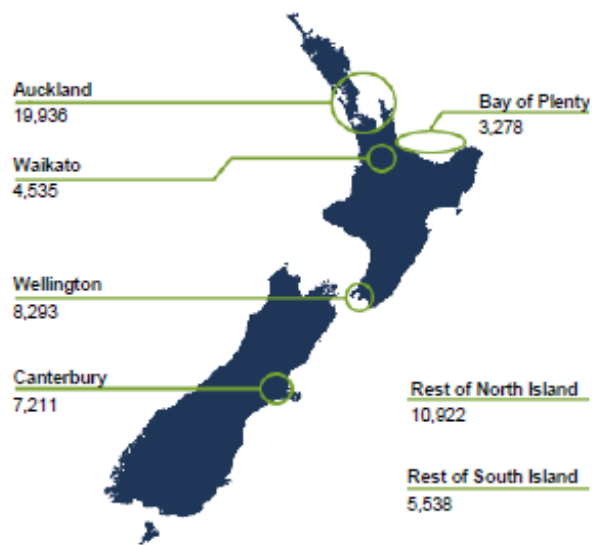 Auckland
19,936
Bay of Plenty
3,278
Waikato
4,535
Wellington
8,293
Canterbury
7,211
Rest of North Island
10,922
Rest of South Island
5,538